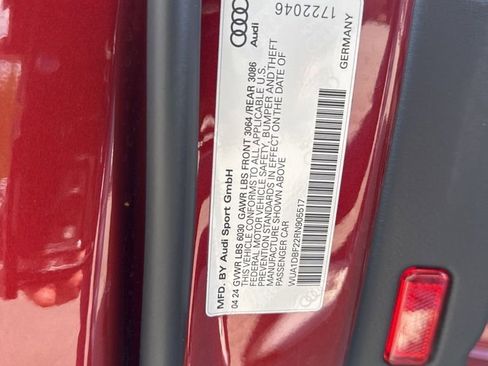 MFD. BY Audi Sport GmbH
04 24 GVWR LBS 6030 GAWR LBS FRONT 3064 /REAR 3086
THIS VEHICLE CONFORMS TO ALL APPLICABLE U.S.
FEDERAL MOTOR VEHICLE SAFETY, BUMPER AND THEFT
PREVENTION STANDARDS IN EFFECT ON THE DATE OF
MANUFACTURE SHOWN ABOVE
PASSENGER CAR
WUA1DBF22RN905517
Audi
1722046
GERMANY